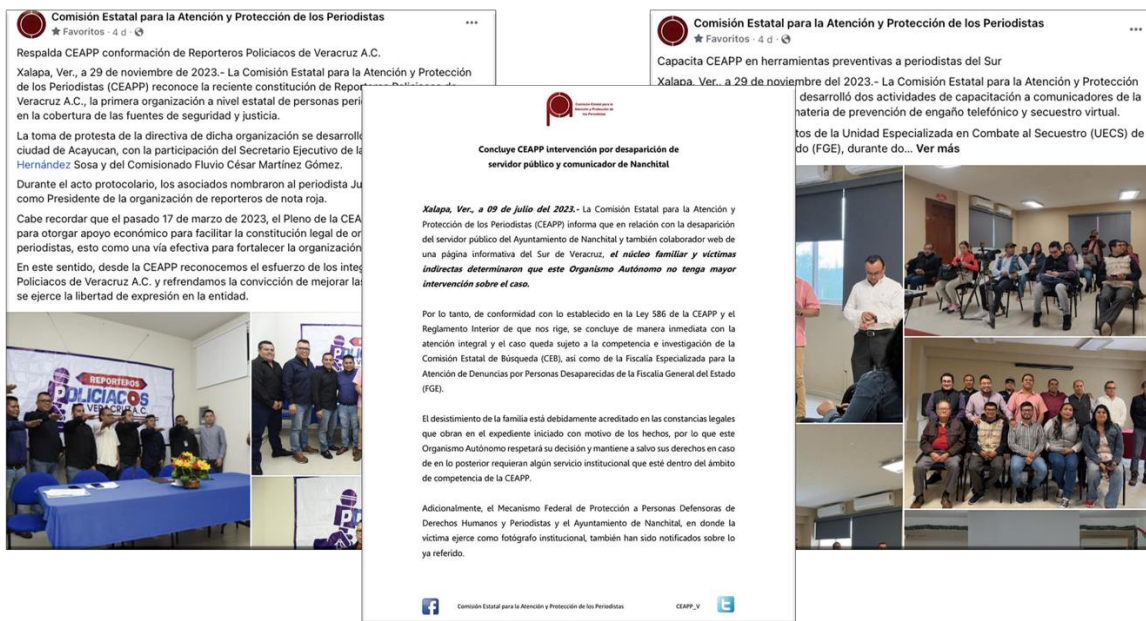 Comisión Estatal para la Atención y Protección de los Periodistas
Favoritos · 4 d ·
Respalda CEAPP conformación de Reporteros Policiacos de Veracruz A.C.
Xalapa, Ver., a 29 de noviembre de 2023.- La Comisión Estatal para la Atención y Protección
de los Periodistas (CEAPP) reconoce la reciente constitución de
Veracruz A.C., la primera organización a nivel estatal de personas
en la cobertura de las fuentes de seguridad y justicia.
La toma de protesta de la directiva de dicha organización se
ciudad de Acayucan, con la participación del Secretario Ejecutivo de
Hernández Sosa y del Comisionado Fluvio César Martínez Gómez.
Durante el acto protocolario, los asociados nombraron al periodista
como Presidente de la organización de reporteros de nota roja.
Cabe recordar que el pasado 17 de marzo de 2023, el Pleno de la
para otorgar apoyo económico para facilitar la constitución legal de
periodistas, esto como una vía efectiva para fortalecer la organización
En este sentido, desde la CEAPP reconocemos el esfuerzo de los
Policiacos de Veracruz A.C. y refrendamos la convicción de mejorar
se ejerce la libertad de expresión en la entidad.
REPORTEROS
POLICIACOS
VERACRUZ A.C.
Comisión Estatal para la
Atención y Protección de
los Periodistas
Concluye CEAPP intervención por desaparición de
servidor público y comunicador de Nanchital
Xalapa, Ver., a 09 de julio del 2023.- La Comisión Estatal para la Atención y
Protección de los Periodistas (CEAPP) informa que en relación con la desaparición
del servidor público del Ayuntamiento de Nanchital y también colaborador web de
una página informativa del Sur de Veracruz, el núcleo familiar y víctimas
indirectas determinaron que este Organismo Autónomo no tenga mayor
intervención sobre el caso.
Por lo tanto, de conformidad con lo establecido en la Ley 586 de la CEAPP y el
Reglamento Interior de que nos rige, se concluye de manera inmediata con la
atención integral y el caso queda sujeto a la competencia e investigación de la
Comisión Estatal de Búsqueda (CEB), así como de la Fiscalía Especializada para la
Atención de Denuncias por Personas Desaparecidas de la Fiscalía General del Estado
(FGE).
El desistimiento de la familia está debidamente acreditado en las constancias legales
que obran en el expediente iniciado con motivo de los hechos, por lo que este
Organismo Autónomo respetará su decisión y mantiene a salvo sus derechos en caso
de en lo posterior requieran algún servicio institucional que esté dentro del ámbito
de competencia de la CEAPP.
Adicionalmente, el Mecanismo Federal de Protección a Personas Defensoras de
Derechos Humanos y Periodistas y el Ayuntamiento de Nanchital, en donde la
víctima ejerce como fotógrafo institucional, también han sido notificados sobre lo
ya referido.
Comisión Estatal para la Atención y Protección de los Periodistas CEAPP_V
Comisión Estatal para la Atención y Protección de los Periodistas
Favoritos · 4 d ·
Capacita CEAPP en herramientas preventivas a periodistas del Sur
Xalapa, Ver., a 29 de noviembre del 2023.- La Comisión Estatal para la Atención y Protección
desarrolló dos actividades de capacitación a comunicadores de la
materia de prevención de engaño telefónico y secuestro virtual.
de la Unidad Especializada en Combate al Secuestro (UECS) de
(FGE), durante do... Ver más